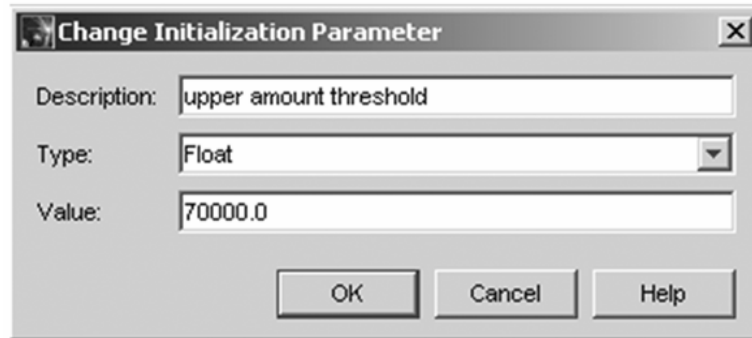 Change Initialization Parameter
Description: upper amount threshold
Type: Float
Value: 70000.0
OK Cancel Help